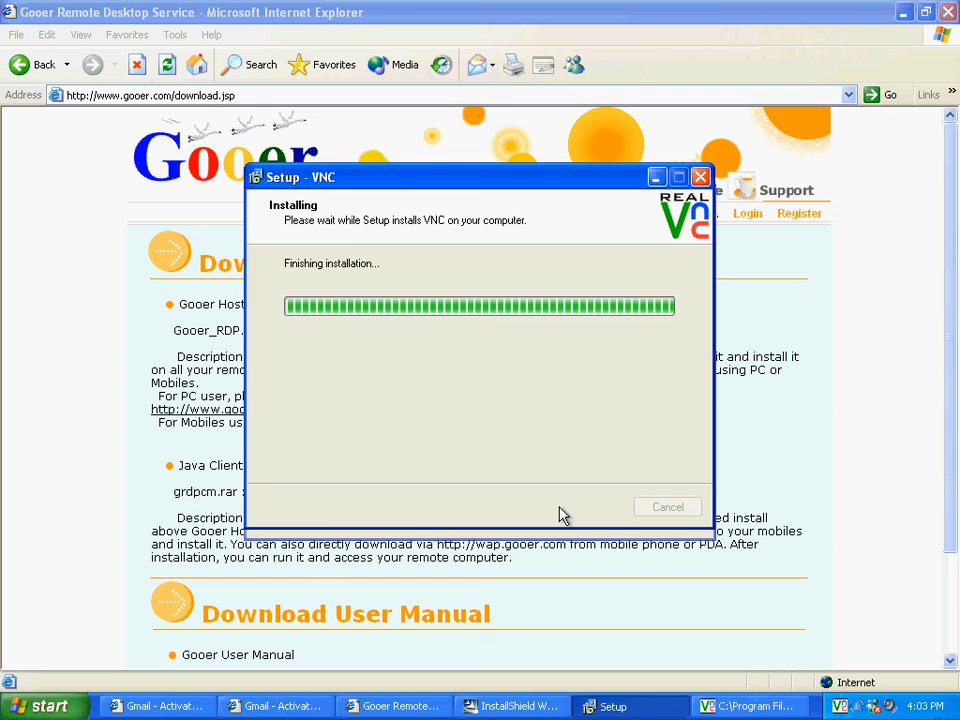 Gooer Remote Desktop Service - Microsoft Internet Explorer
File Edit View Favorites Tools Help
Back Search Favorites Media
Address http://www.gooer.com/download.jsp Go Links »
Gooer
Support
Login Register
Setup - VNC
Installing
Please wait while Setup installs VNC on your computer.
REAL
VNC
Finishing installation...
Cancel
Gooer Host
Gooer_RDP.
Description it and install it
on all your remo using PC or
Mobiles.
For PC user, pl
http://www.goo
For Mobiles us
Java Client
grdpcm.rar :
Description ed install
above Gooer Ho o your mobiles
and install it. You can also directly download via http://wap.gooer.com from mobile phone or PDA. After
installation, you can run it and access your remote computer.
Download User Manual
Gooer User Manual
Internet
start Gmail - Activat... Gmail - Activat... Gooer Remote... InstallShield W... Setup C:\Program Fil... 4:03 PM